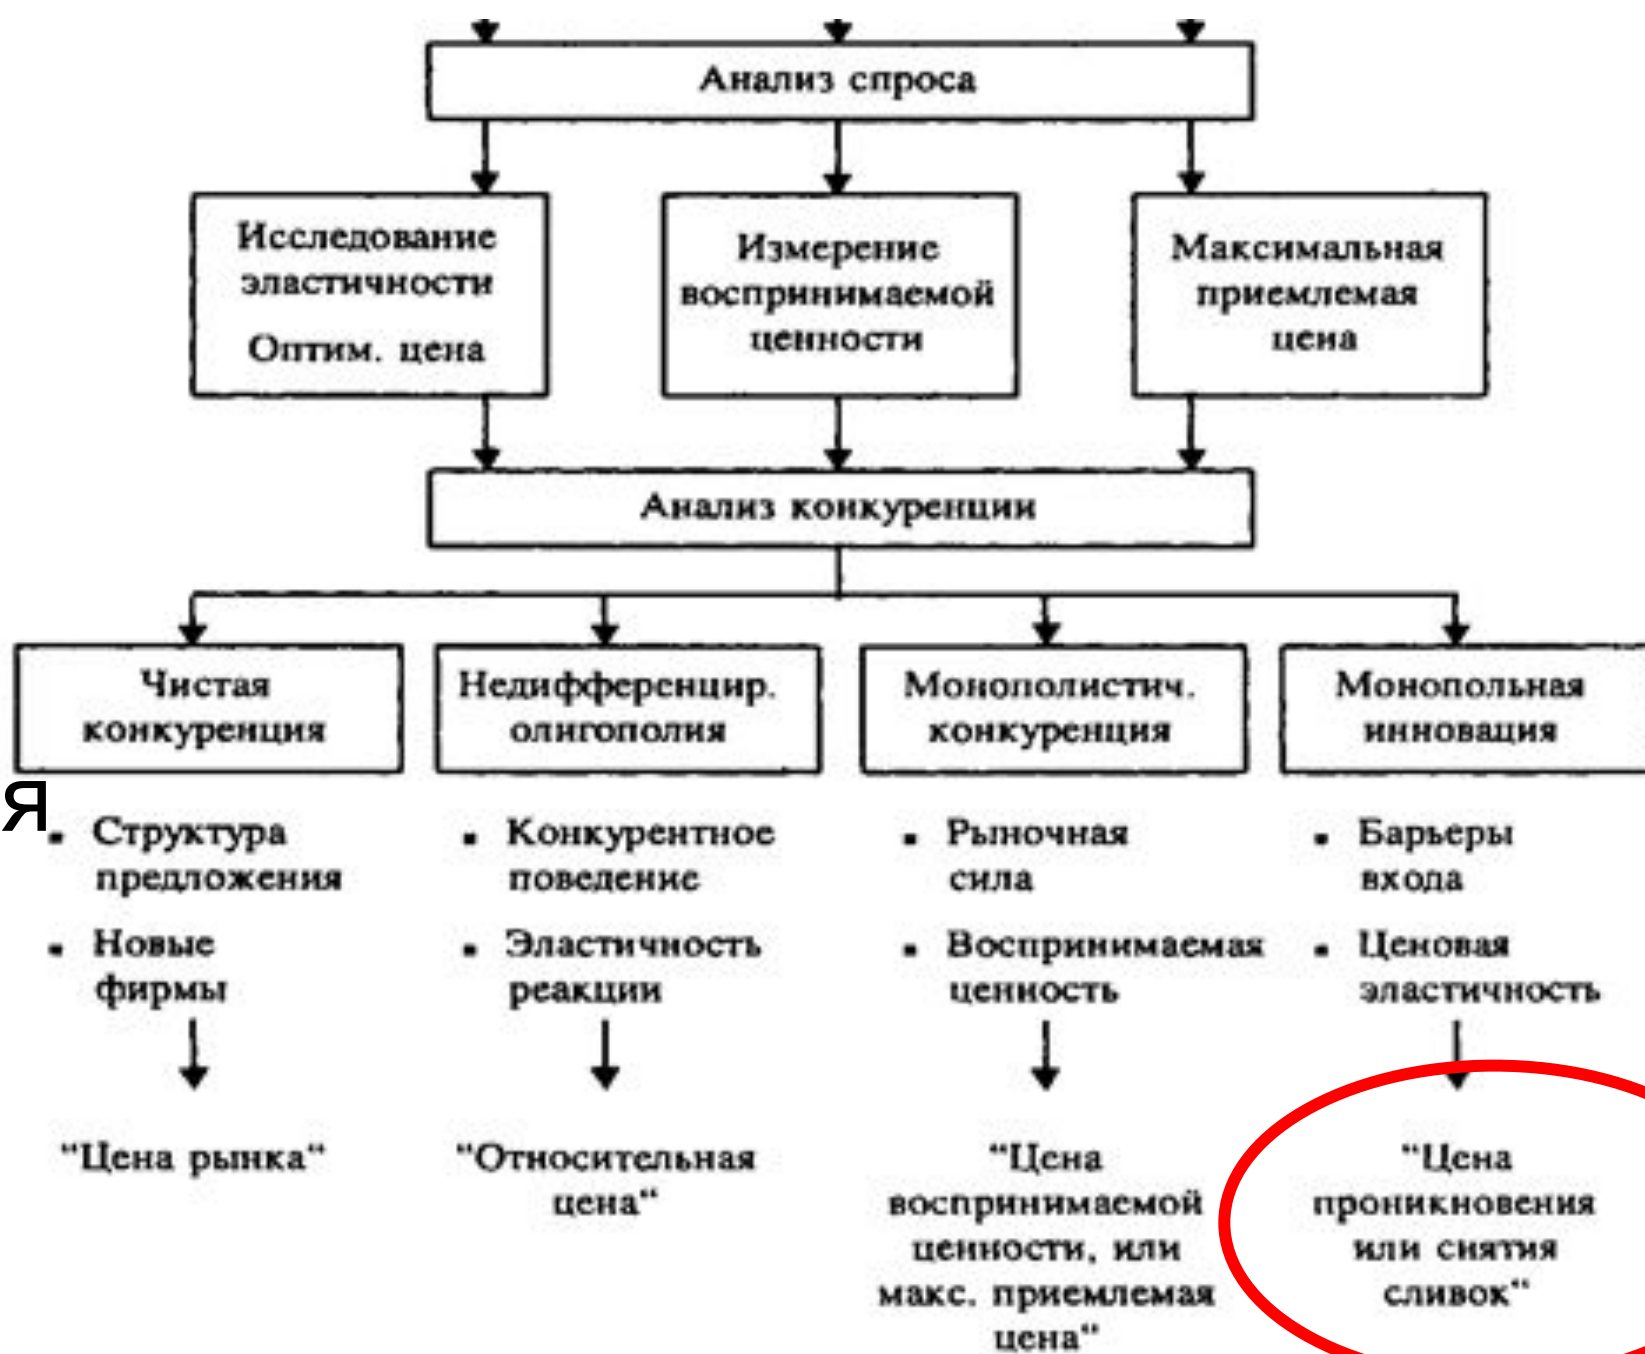 Анализ спроса
Исследование
эластичности
Оптим. цена
Измерение
воспринимаемой
ценности
Максимальная
приемлемая
цена
Анализ конкуренции
Чистая
конкуренция
Недифференцир.
олигополия
Монополистич.
конкуренция
Монопольная
инновация
я
▪ Структура
предложения
▪ Новые
фирмы
▪ Конкурентное
поведение
▪ Эластичность
реакции
▪ Рыночная
сила
▪ Воспринимаемая
ценность
▪ Барьеры
входа
▪ Ценовая
эластичность
“Цена рынка“
“Относительная
цена“
“Цена
воспринимаемой
ценности, или
макс. приемлемая
цена“
“Цена
проникновения
или снятия
сливок“